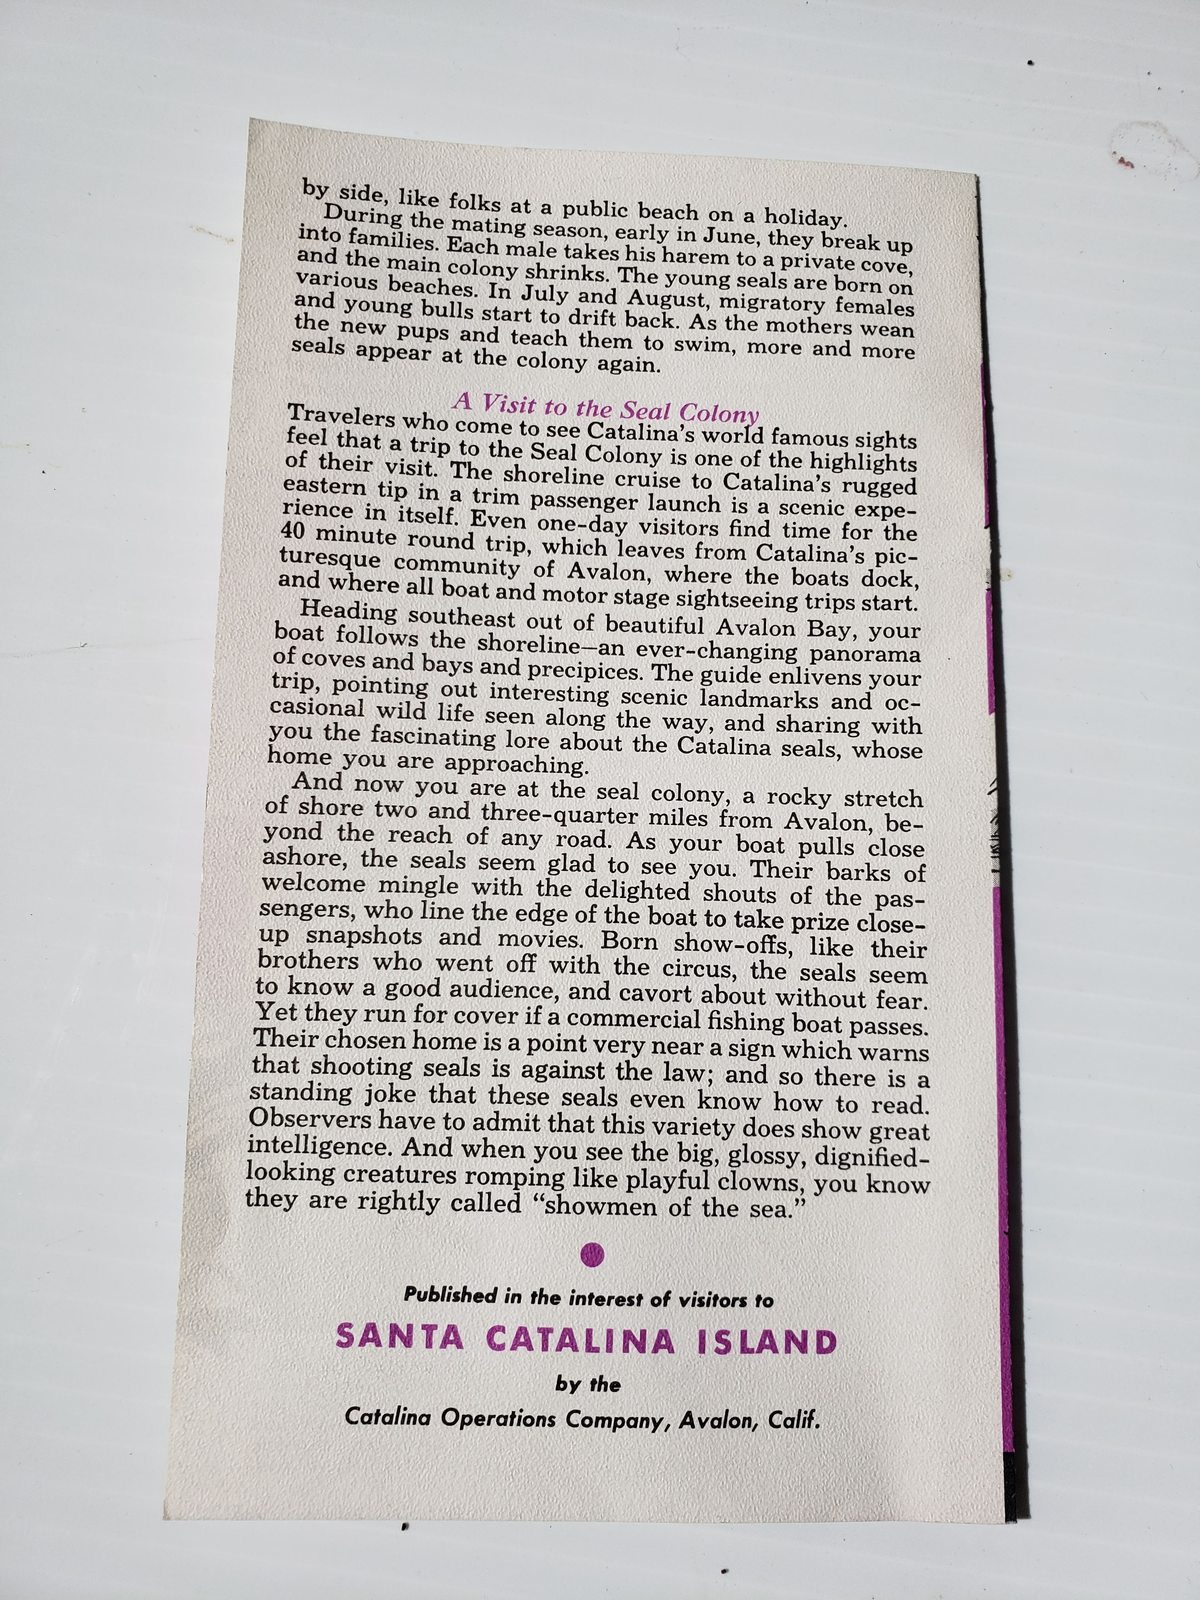 by side, like folks at a public beach on a holiday.
During the mating season, early in June, they break up
into families. Each male takes his harem to a private cove,
and the main colony shrinks. The young seals are born on
various beaches. In July and August, migratory females
and young bulls start to drift back. As the mothers wean
the new pups and teach them to swim, more and more
seals appear at the colony again.
A Visit to the Seal Colony
Travelers who come to see Catalina's world famous sights
feel that a trip to the Seal Colony is one of the highlights
of their visit. The shoreline cruise to Catalina's rugged
eastern tip in a trim passenger launch is a scenic expe-
rience in itself. Even one-day visitors find time for the
40 minute round trip, which leaves from Catalina's pic-
turesque community of Avalon, where the boats dock,
and where all boat and motor stage sightseeing trips start.
Heading southeast out of beautiful Avalon Bay, your
boat follows the shoreline—an ever-changing panorama
of coves and bays and precipices. The guide enlivens your
trip, pointing out interesting scenic landmarks and oc-
casional wild life seen along the way, and sharing with
you the fascinating lore about the Catalina seals, whose
home you are approaching.
And now you are at the seal colony, a rocky stretch
of shore two and three-quarter miles from Avalon, be-
yond the reach of any road. As your boat pulls close
ashore, the seals seem glad to see you. Their barks of
welcome mingle with the delighted shouts of the pas-
sengers, who line the edge of the boat to take prize close-
up snapshots and movies. Born show-offs, like their
brothers who went off with the circus, the seals seem
to know a good audience, and cavort about without fear.
Yet they run for cover if a commercial fishing boat passes.
Their chosen home is a point very near a sign which warns
that shooting seals is against the law; and so there is a
standing joke that these seals even know how to read.
Observers have to admit that this variety does show great
intelligence. And when you see the big, glossy, dignified-
looking creatures romping like playful clowns, you know
they are rightly called "showmen of the sea."
Published in the interest of visitors to
SANTA CATALINA ISLAND
by the
Catalina Operations Company, Avalon, Calif.